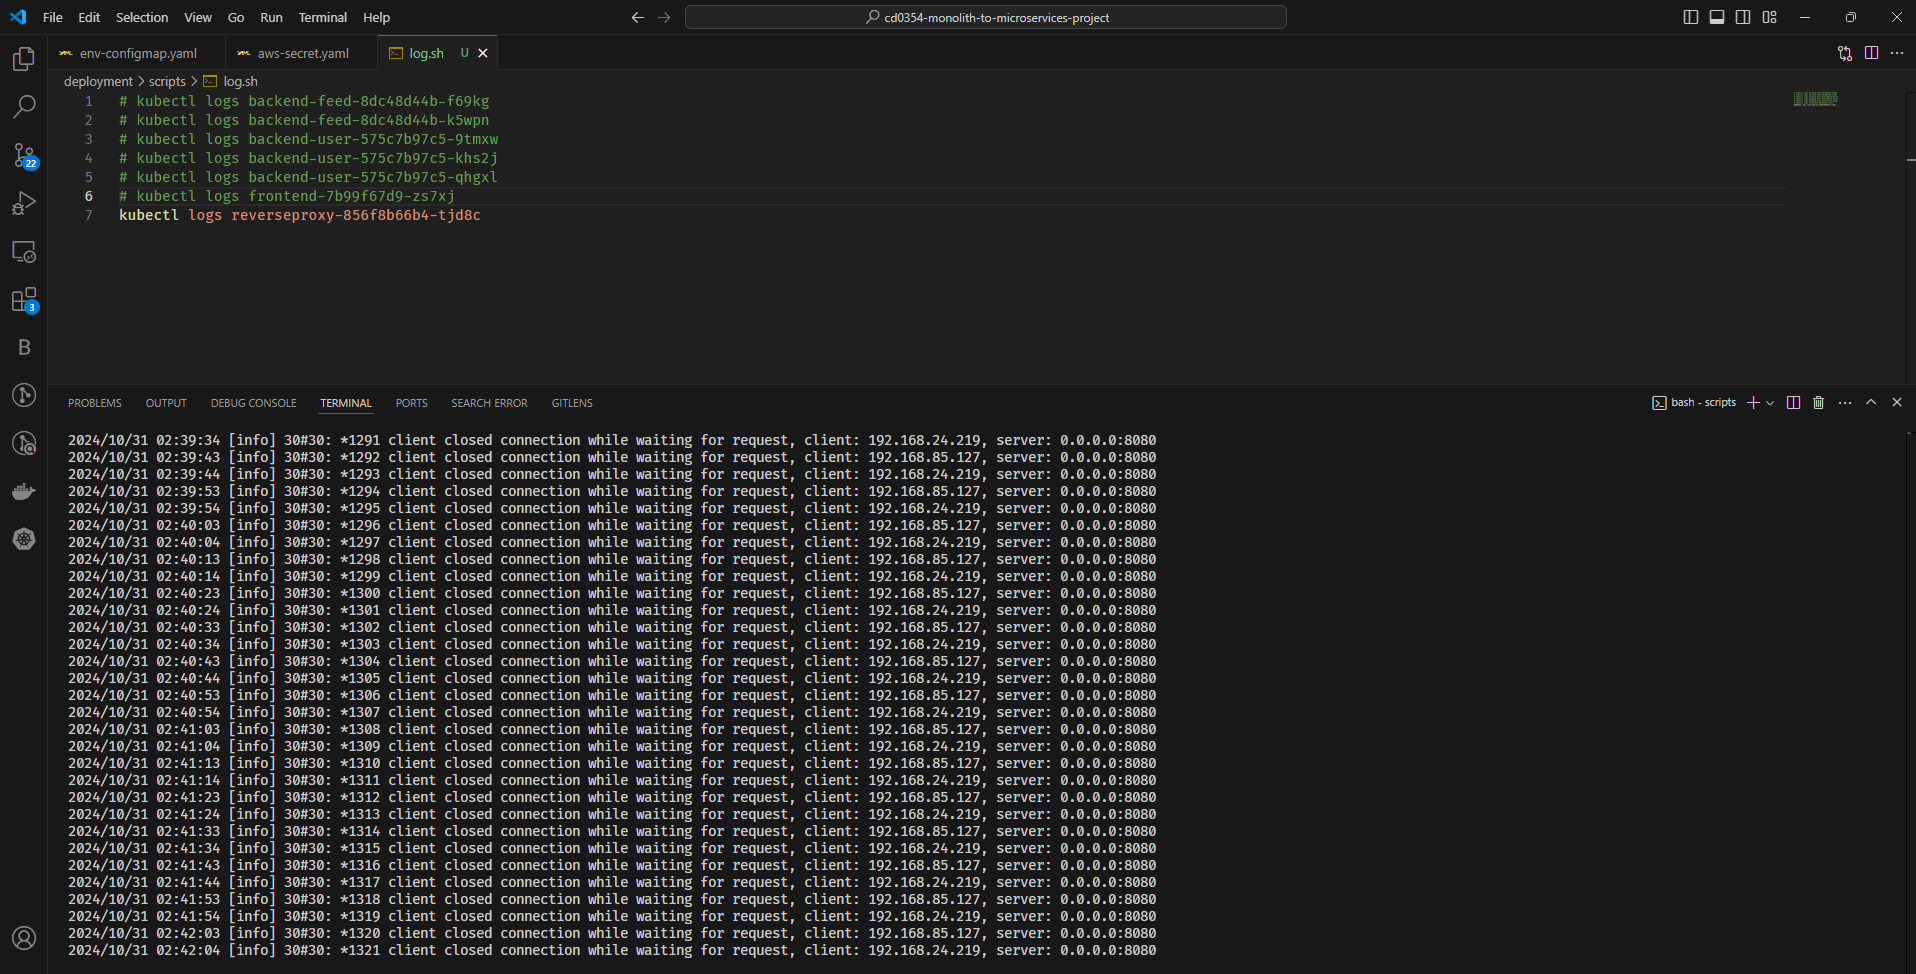 File Edit Selection View Go Run Terminal Help
cd0354-monolith-to-microservices-project
env-configmap.yaml aws-secret.yaml log.sh U
deployment > scripts > log.sh
1 # kubectl logs backend-feed-8dc48d44b-f69kg
2 # kubectl logs backend-feed-8dc48d44b-k5wpn
3 # kubectl logs backend-user-575c7b97c5-9tmxw
4 # kubectl logs backend-user-575c7b97c5-khs2j
5 # kubectl logs backend-user-575c7b97c5-qhgxl
6 # kubectl logs frontend-7b99f67d9-zs7xj
7 kubectl logs reverseproxy-856f8b66b4-tjd8c
22
3
B
PROBLEMS OUTPUT DEBUG CONSOLE TERMINAL PORTS SEARCH ERROR GITLENS
bash - scripts
2024/10/31 02:39:34 [info] 30#30: *1291 client closed connection while waiting for request, client: 192.168.24.219, server: 0.0.0.0:8080
2024/10/31 02:39:43 [info] 30#30: *1292 client closed connection while waiting for request, client: 192.168.85.127, server: 0.0.0.0:8080
2024/10/31 02:39:44 [info] 30#30: *1293 client closed connection while waiting for request, client: 192.168.24.219, server: 0.0.0.0:8080
2024/10/31 02:39:53 [info] 30#30: *1294 client closed connection while waiting for request, client: 192.168.85.127, server: 0.0.0.0:8080
2024/10/31 02:39:54 [info] 30#30: *1295 client closed connection while waiting for request, client: 192.168.24.219, server: 0.0.0.0:8080
2024/10/31 02:40:03 [info] 30#30: *1296 client closed connection while waiting for request, client: 192.168.85.127, server: 0.0.0.0:8080
2024/10/31 02:40:04 [info] 30#30: *1297 client closed connection while waiting for request, client: 192.168.24.219, server: 0.0.0.0:8080
2024/10/31 02:40:13 [info] 30#30: *1298 client closed connection while waiting for request, client: 192.168.85.127, server: 0.0.0.0:8080
2024/10/31 02:40:14 [info] 30#30: *1299 client closed connection while waiting for request, client: 192.168.24.219, server: 0.0.0.0:8080
2024/10/31 02:40:23 [info] 30#30: *1300 client closed connection while waiting for request, client: 192.168.85.127, server: 0.0.0.0:8080
2024/10/31 02:40:24 [info] 30#30: *1301 client closed connection while waiting for request, client: 192.168.24.219, server: 0.0.0.0:8080
2024/10/31 02:40:33 [info] 30#30: *1302 client closed connection while waiting for request, client: 192.168.85.127, server: 0.0.0.0:8080
2024/10/31 02:40:34 [info] 30#30: *1303 client closed connection while waiting for request, client: 192.168.24.219, server: 0.0.0.0:8080
2024/10/31 02:40:43 [info] 30#30: *1304 client closed connection while waiting for request, client: 192.168.85.127, server: 0.0.0.0:8080
2024/10/31 02:40:44 [info] 30#30: *1305 client closed connection while waiting for request, client: 192.168.24.219, server: 0.0.0.0:8080
2024/10/31 02:40:53 [info] 30#30: *1306 client closed connection while waiting for request, client: 192.168.85.127, server: 0.0.0.0:8080
2024/10/31 02:40:54 [info] 30#30: *1307 client closed connection while waiting for request, client: 192.168.24.219, server: 0.0.0.0:8080
2024/10/31 02:41:03 [info] 30#30: *1308 client closed connection while waiting for request, client: 192.168.85.127, server: 0.0.0.0:8080
2024/10/31 02:41:04 [info] 30#30: *1309 client closed connection while waiting for request, client: 192.168.24.219, server: 0.0.0.0:8080
2024/10/31 02:41:13 [info] 30#30: *1310 client closed connection while waiting for request, client: 192.168.85.127, server: 0.0.0.0:8080
2024/10/31 02:41:14 [info] 30#30: *1311 client closed connection while waiting for request, client: 192.168.24.219, server: 0.0.0.0:8080
2024/10/31 02:41:23 [info] 30#30: *1312 client closed connection while waiting for request, client: 192.168.85.127, server: 0.0.0.0:8080
2024/10/31 02:41:24 [info] 30#30: *1313 client closed connection while waiting for request, client: 192.168.24.219, server: 0.0.0.0:8080
2024/10/31 02:41:33 [info] 30#30: *1314 client closed connection while waiting for request, client: 192.168.85.127, server: 0.0.0.0:8080
2024/10/31 02:41:34 [info] 30#30: *1315 client closed connection while waiting for request, client: 192.168.24.219, server: 0.0.0.0:8080
2024/10/31 02:41:43 [info] 30#30: *1316 client closed connection while waiting for request, client: 192.168.85.127, server: 0.0.0.0:8080
2024/10/31 02:41:44 [info] 30#30: *1317 client closed connection while waiting for request, client: 192.168.24.219, server: 0.0.0.0:8080
2024/10/31 02:41:53 [info] 30#30: *1318 client closed connection while waiting for request, client: 192.168.85.127, server: 0.0.0.0:8080
2024/10/31 02:41:54 [info] 30#30: *1319 client closed connection while waiting for request, client: 192.168.24.219, server: 0.0.0.0:8080
2024/10/31 02:42:03 [info] 30#30: *1320 client closed connection while waiting for request, client: 192.168.85.127, server: 0.0.0.0:8080
2024/10/31 02:42:04 [info] 30#30: *1321 client closed connection while waiting for request, client: 192.168.24.219, server: 0.0.0.0:8080